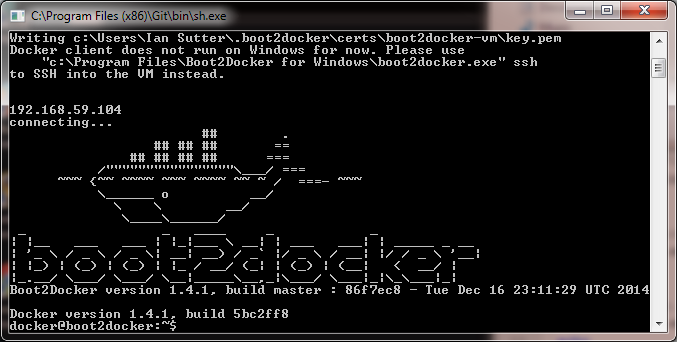 C:\Program Files (x86)\Git\bin\sh.exe
Writing c:\Users\Ian Sutter\.boot2docker\certs\boot2docker-vm\key.pem
Docker client does not run on Windows for now. Please use
"c:\Program Files\Boot2Docker for Windows\boot2docker.exe" ssh
to SSH into the VM instead.
192.168.59.104
connecting...
boot2docker
Boot2Docker version 1.4.1, build master : 86f7ec8 - Tue Dec 16 23:11:29 UTC 2014
Docker version 1.4.1, build 5bc2ff8
docker@boot2docker:~$